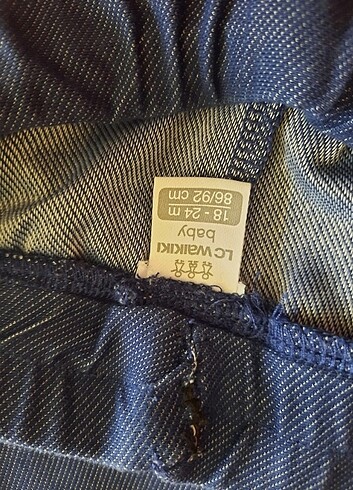 LC WAIKIKI
baby
18 - 24 m
86/92 cm